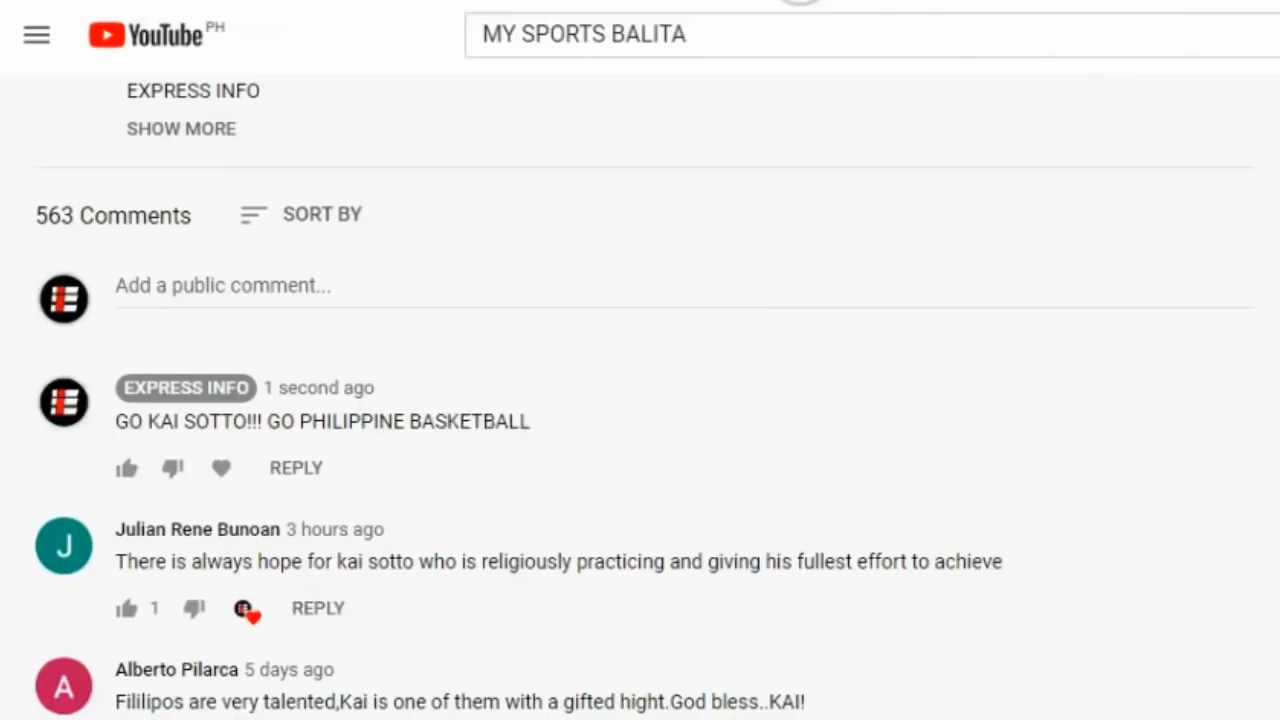 YouTube PH
MY SPORTS BALITA
EXPRESS INFO
SHOW MORE
563 Comments SORT BY
Add a public comment...
EXPRESS INFO 1 second ago
GO KAI SOTTO!!! GO PHILIPPINE BASKETBALL
REPLY
J
Julian Rene Bunoan 3 hours ago
There is always hope for kai sotto who is religiously practicing and giving his fullest effort to achieve
1 REPLY
A
Alberto Pilarca 5 days ago
Fililipos are very talented,Kai is one of them with a gifted hight.God bless..KAI!